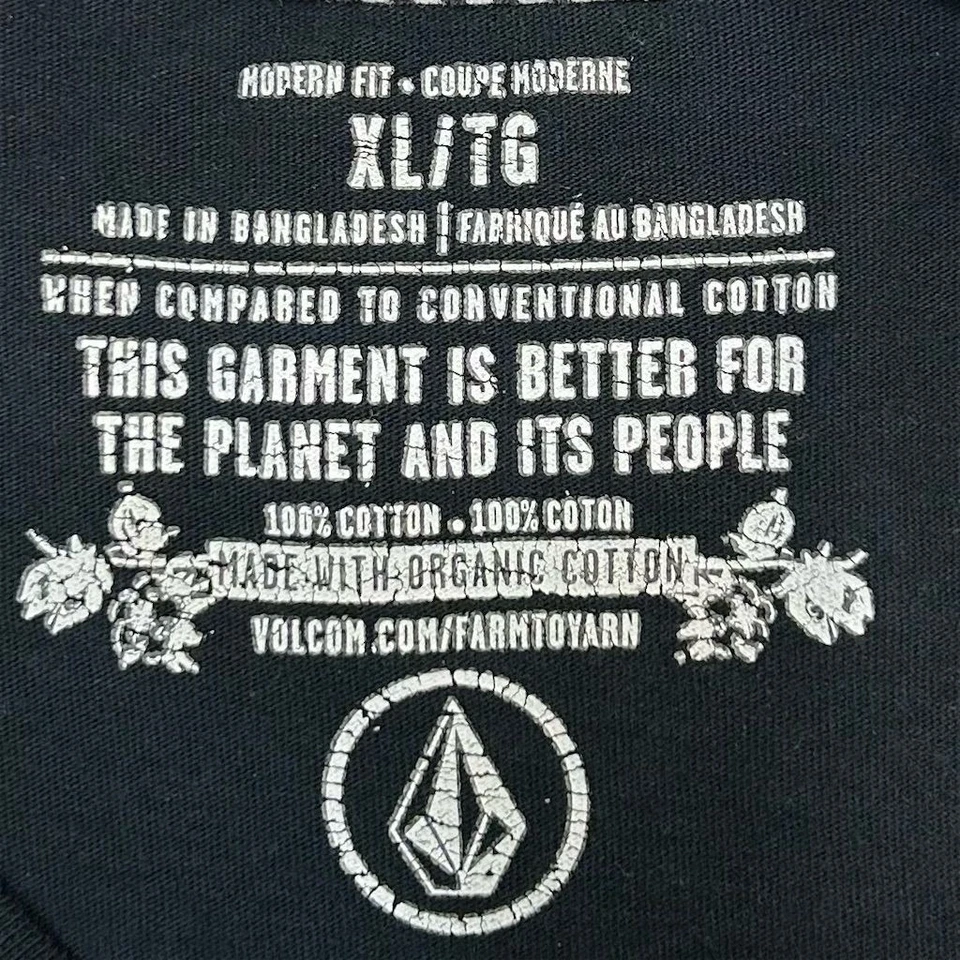 MODERN FIT • COUPE MODERNE
XL/TG
MADE IN BANGLADESH | FABRIQUÉ AU BANGLADESH
WHEN COMPARED TO CONVENTIONAL COTTON
THIS GARMENT IS BETTER FOR
THE PLANET AND ITS PEOPLE
100% COTTON • 100% COTON
MADE WITH ORGANIC COTTON
VOLCOM.COM/FARMTOYARN